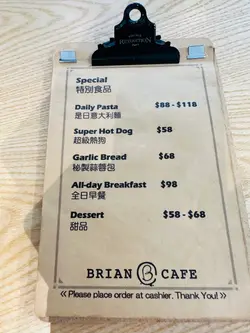 Special
特別食品
Daily Pasta $88 - $118
是日意大利麵
Super Hot Dog $58
超級熱狗
Garlic Bread $68
秘製蒜蓉包
All-day Breakfast $98
全日早餐
Dessert $58 - $68
甜品
BRIAN B CAFE
« Please place order at cashier. Thank You! »